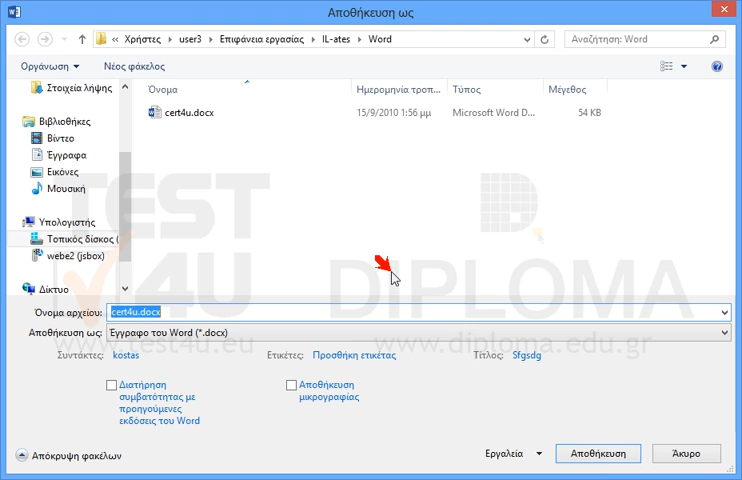 Αποθήκευση ως
« Χρήστες ▸ user3 ▸ Επιφάνεια εργασίας ▸ IL-ates ▸ Word
Αναζήτηση: Word
Οργάνωση
Νέος φάκελος
Στοιχεία λήψης
Όνομα
Ημερομηνία τροπ...
Τύπος
Μέγεθος
cert4u.docx
15/9/2010 1:56 μμ
Microsoft Word D...
54 KB
Βιβλιοθήκες
Βίντεο
Έγγραφα
Εικόνες
Μουσική
Υπολογιστής
Τοπικός δίσκος (
webe2 (jsbox)
Δίκτυο
TEST
4U
DIPLOMA
www.test4u.eu
www.diploma.edu.gr
Όνομα αρχείου:
cert4u.docx
Αποθήκευση ως:
Έγγραφο του Word (*.docx)
Συντάκτες:
kostas
Ετικέτες:
Προσθήκη ετικέτας
Τίτλος:
Sfgsdg
Διατήρηση
συμβατότητας με
προηγούμενες
εκδόσεις του Word
Αποθήκευση
μικρογραφίας
Απόκρυψη φακέλων
Εργαλεία
Αποθήκευση
Άκυρο